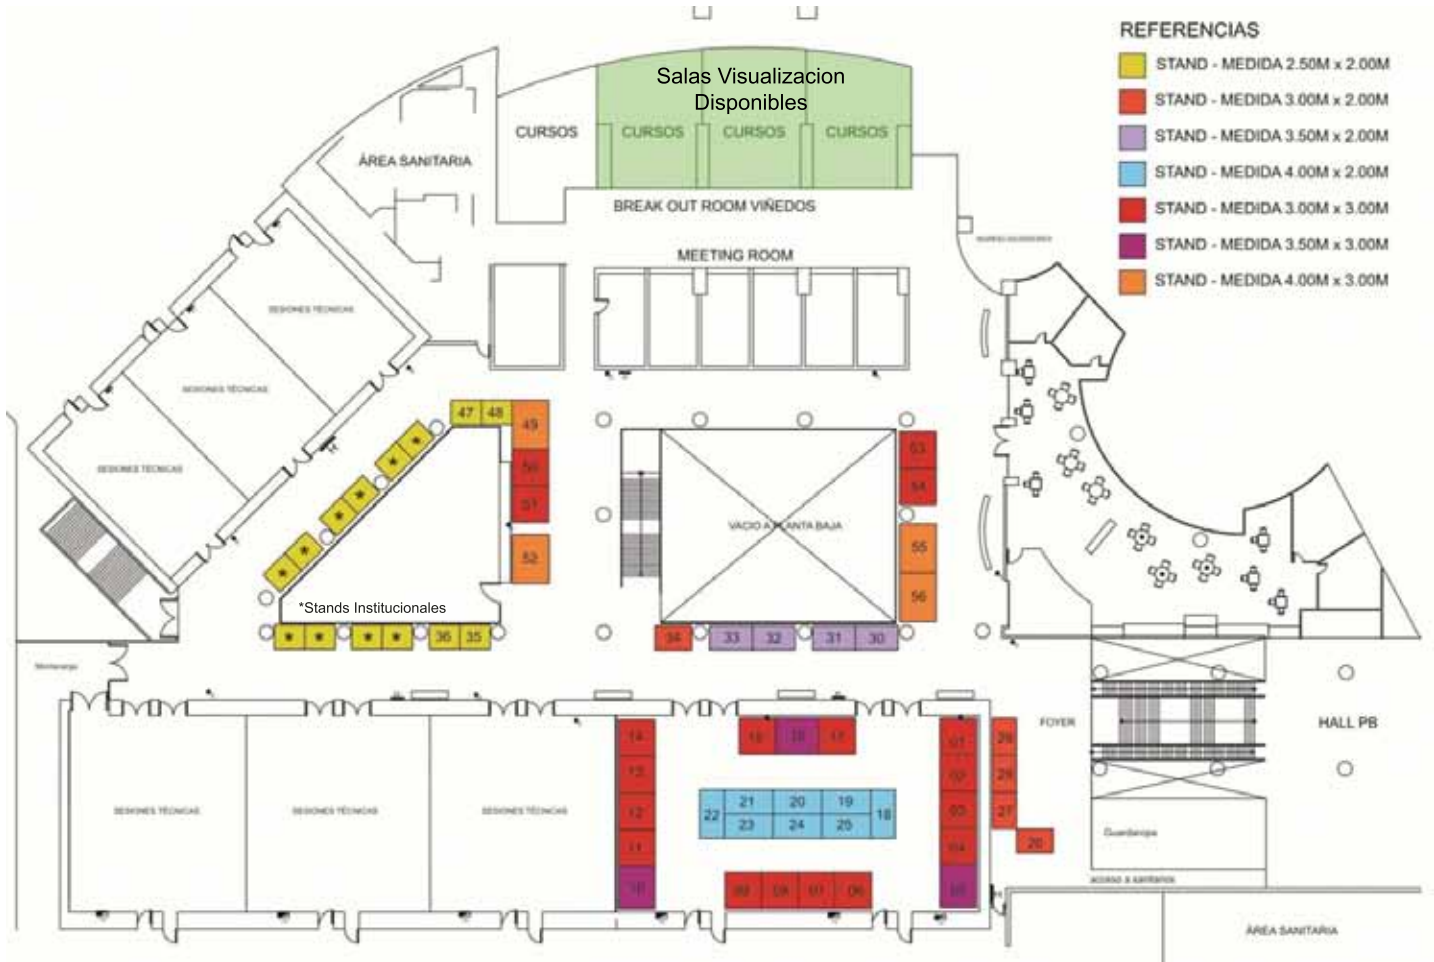 REFERENCIAS
STAND - MEDIDA 2.50M x 2.00M
STAND - MEDIDA 3.00M x 2.00M
STAND - MEDIDA 3.50M x 2.00M
STAND - MEDIDA 4.00M x 2.00M
STAND - MEDIDA 3.00M x 3.00M
STAND - MEDIDA 3.50M x 3.00M
STAND - MEDIDA 4.00M x 3.00M
Salas Visualizacion
Disponibles
CURSOS
CURSOS
CURSOS
CURSOS
ÁREA SANITARIA
BREAK OUT ROOM VIÑEDOS
MEETING ROOM
SESIONES TÉCNICAS
SESIONES TÉCNICAS
SESIONES TÉCNICAS
47
48
49
50
51
52
53
54
55
56
VACIO A PLANTA BAJA
*Stands Institucionales
* * * * * *
* * * *
36
35
34
33
32
31
30
FOYER
HALL PB
SESIONES TÉCNICAS
SESIONES TÉCNICAS
SESIONES TÉCNICAS
14
13
12
11
10
17
22
21
20
19
18
23
24
25
09
08
07
06
01
02
03
04
05
29
28
27
26
Guardarropa
acceso a sanitarios
ÁREA SANITARIA